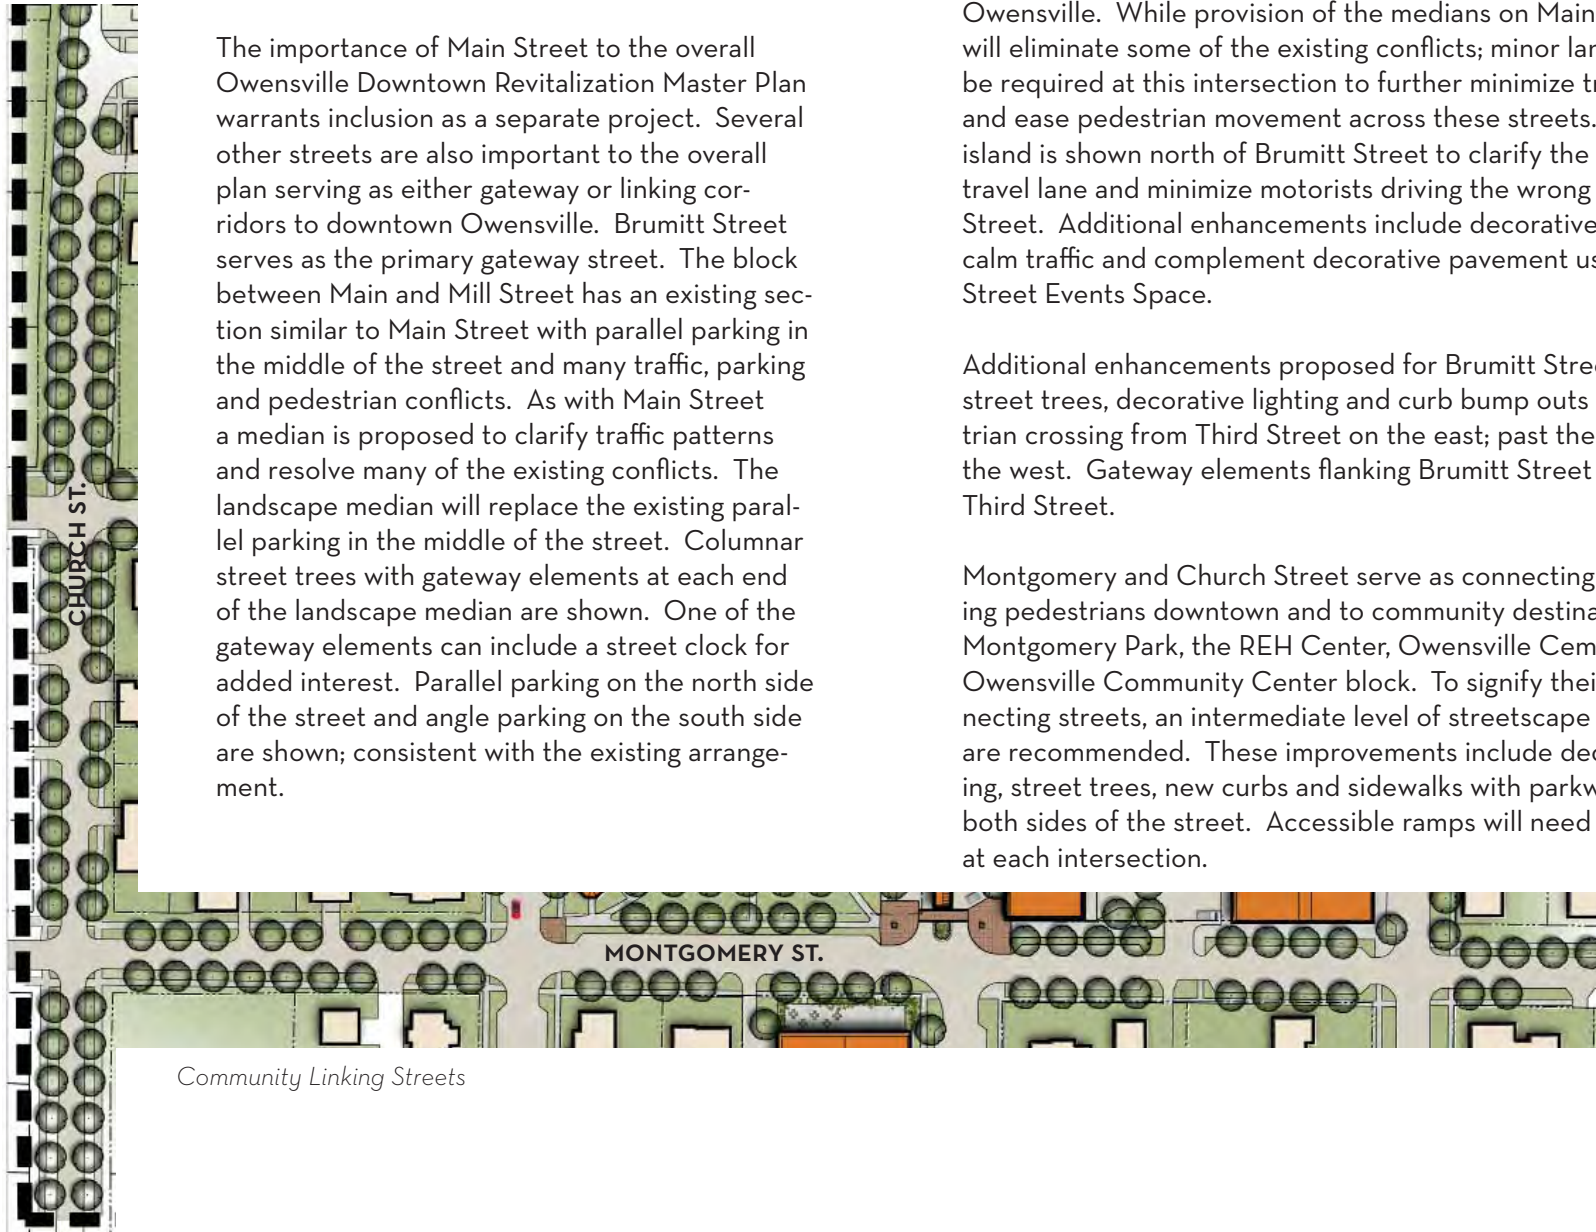 The importance of Main Street to the overall
Owensville Downtown Revitalization Master Plan
warrants inclusion as a separate project.  Several
other streets are also important to the overall
plan serving as either gateway or linking cor-
ridors to downtown Owensville.  Brumitt Street
serves as the primary gateway street.  The block
between Main and Mill Street has an existing sec-
tion similar to Main Street with parallel parking in
the middle of the street and many traffic, parking
and pedestrian conflicts.  As with Main Street
a median is proposed to clarify traffic patterns
and resolve many of the existing conflicts.  The
landscape median will replace the existing paral-
lel parking in the middle of the street.  Columnar
street trees with gateway elements at each end
of the landscape median are shown.  One of the
gateway elements can include a street clock for
added interest.  Parallel parking on the north side
of the street and angle parking on the south side
are shown; consistent with the existing arrange-
ment.
Owensville.  While provision of the medians on Main
will eliminate some of the existing conflicts; minor lan
be required at this intersection to further minimize tr
and ease pedestrian movement across these streets.
island is shown north of Brumitt Street to clarify the
travel lane and minimize motorists driving the wrong
Street.  Additional enhancements include decorative
calm traffic and complement decorative pavement us
Street Events Space.
Additional enhancements proposed for Brumitt Stree
street trees, decorative lighting and curb bump outs
trian crossing from Third Street on the east; past the
the west.  Gateway elements flanking Brumitt Street
Third Street.
Montgomery and Church Street serve as connecting
ing pedestrians downtown and to community destina
Montgomery Park, the REH Center, Owensville Cem
Owensville Community Center block.  To signify thei
necting streets, an intermediate level of streetscape
are recommended.  These improvements include dec
ing, street trees, new curbs and sidewalks with parkw
both sides of the street.  Accessible ramps will need
at each intersection.
CHURCH ST.
MONTGOMERY ST.
Community Linking Streets